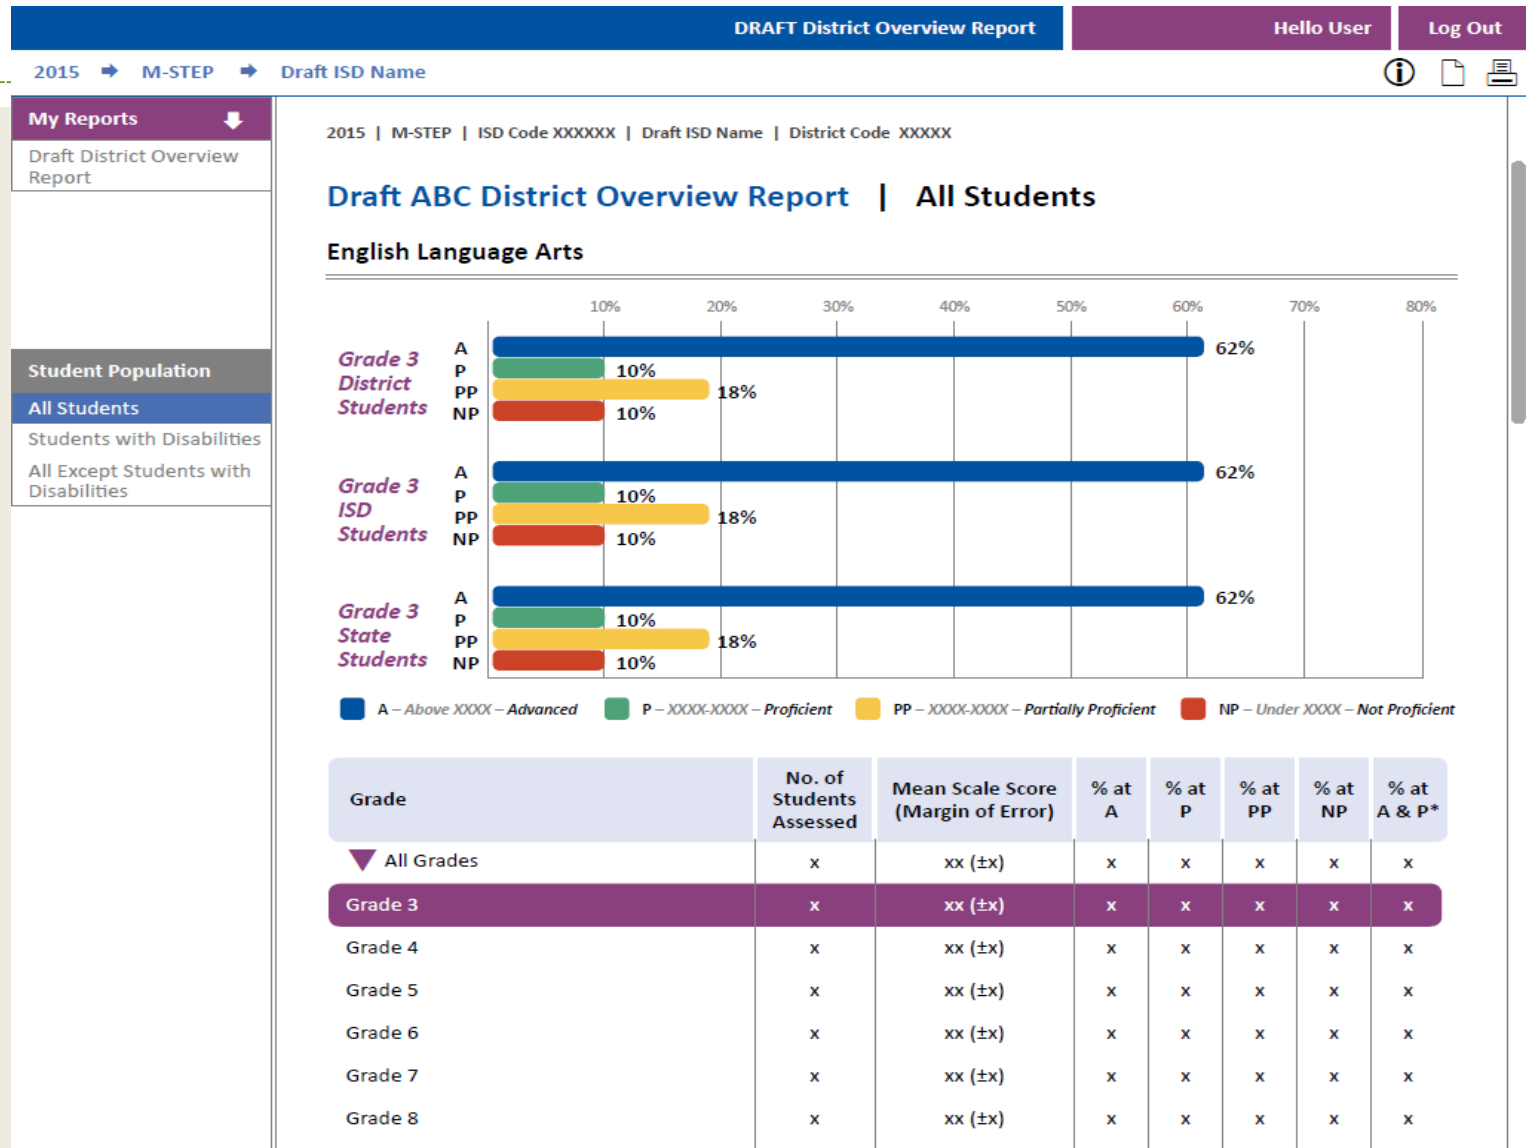 DRAFT District Overview Report
Hello User
Log Out
2015 M-STEP Draft ISD Name
My Reports
Draft District Overview
Report
Student Population
All Students
Students with Disabilities
All Except Students with
Disabilities
2015 | M-STEP | ISD Code XXXXXX | Draft ISD Name | District Code XXXXX
Draft ABC District Overview Report | All Students
English Language Arts
10% 20% 30% 40% 50% 60% 70% 80%
Grade 3
District
Students
A 62%
P 10%
PP 18%
NP 10%
Grade 3
ISD
Students
A 62%
P 10%
PP 18%
NP 10%
Grade 3
State
Students
A 62%
P 10%
PP 18%
NP 10%
A – Above XXXX – Advanced P – XXXX-XXXX – Proficient PP – XXXX-XXXX – Partially Proficient NP – Under XXXX – Not Proficient
Grade
No. of
Students
Assessed
Mean Scale Score
(Margin of Error)
% at
A
% at
P
% at
PP
% at
NP
% at
A & P*
All Grades x xx (±x) x x x x x
Grade 3 x xx (±x) x x x x x
Grade 4 x xx (±x) x x x x x
Grade 5 x xx (±x) x x x x x
Grade 6 x xx (±x) x x x x x
Grade 7 x xx (±x) x x x x x
Grade 8 x xx (±x) x x x x x